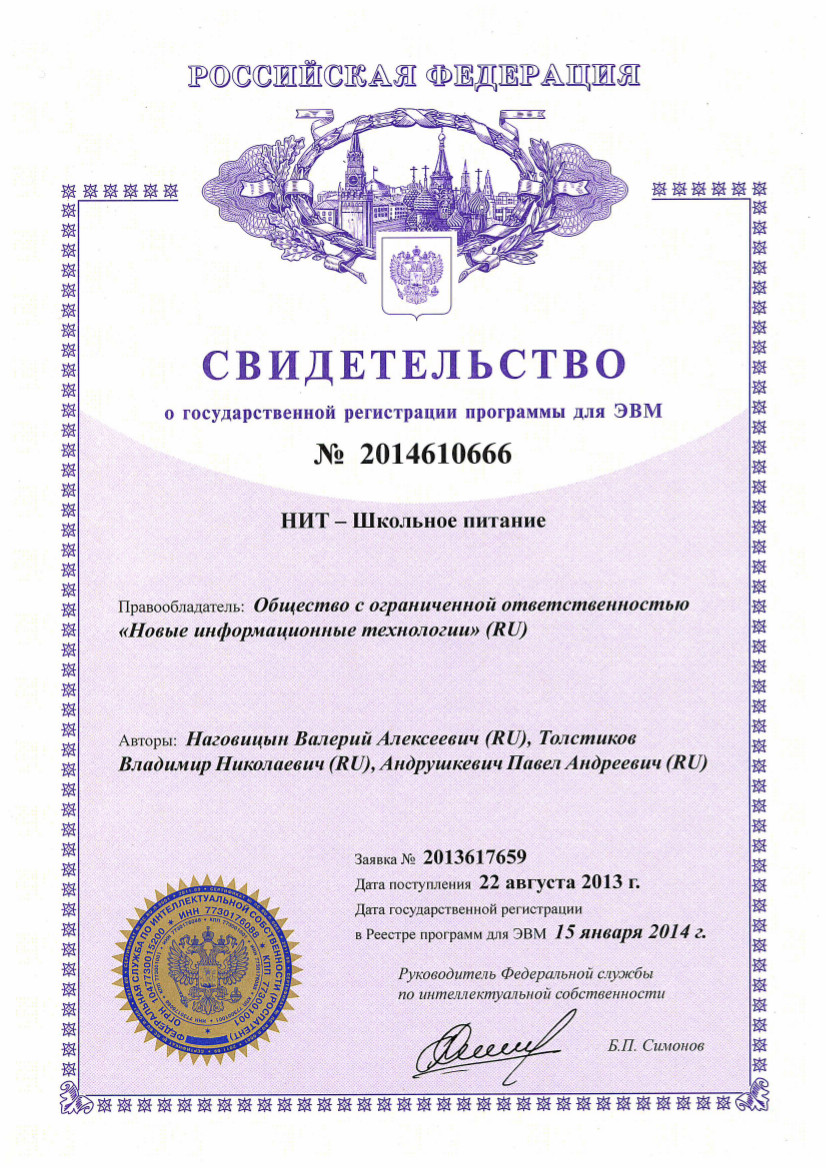 РОССИЙСКАЯ ФЕДЕРАЦИЯ
СВИДЕТЕЛЬСТВО
о государственной регистрации программы для ЭВМ
№ 2014610666
НИТ – Школьное питание
Правообладатель: Общество с ограниченной ответственностью
«Новые информационные технологии» (RU)
Авторы: Наговицын Валерий Алексеевич (RU), Толстиков
Владимир Николаевич (RU), Андрушкевич Павел Андреевич (RU)
Заявка № 2013617659
Дата поступления 22 августа 2013 г.
Дата государственной регистрации
в Реестре программ для ЭВМ 15 января 2014 г.
Руководитель Федеральной службы
по интеллектуальной собственности
Б.П. Симонов
ФЕДЕРАЛЬНАЯ СЛУЖБА ПО ИНТЕЛЛЕКТУАЛЬНОЙ СОБСТВЕННОСТИ (РОСПАТЕНТ)
ОГРН 1047730015200 * ИНН 7730176088 * КПП 773001001